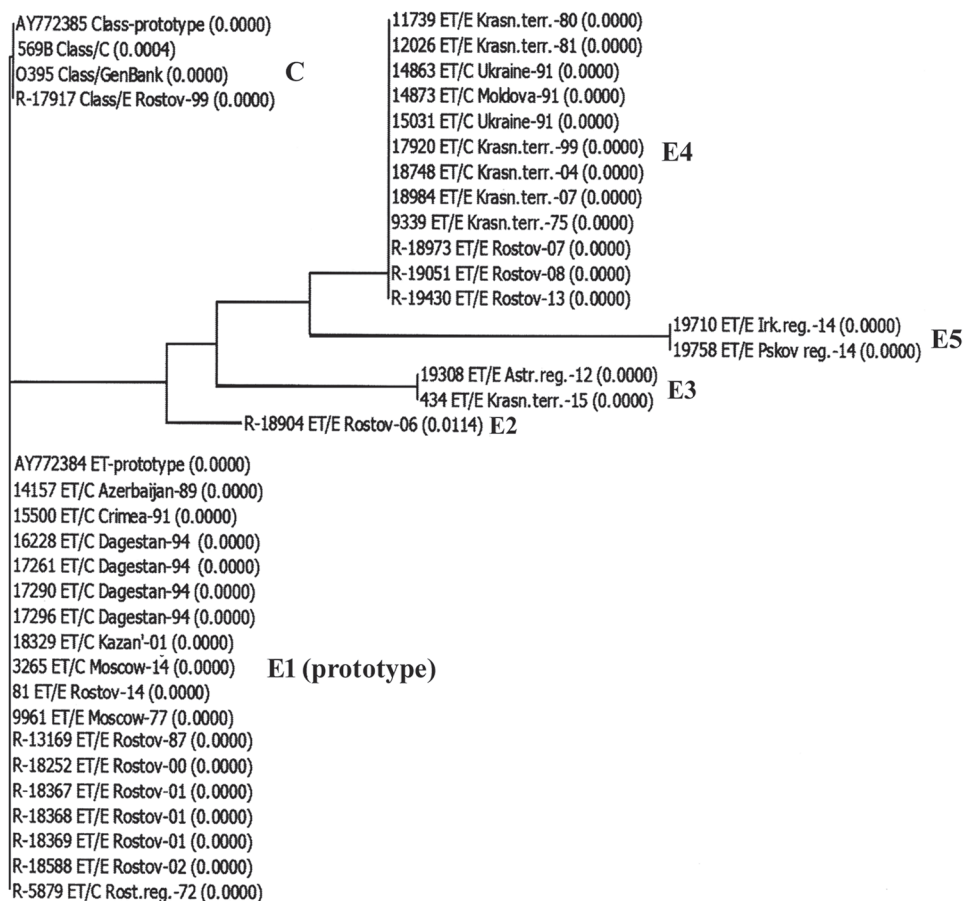 AY772385 Class-prototype (0.0000)
569B Class/C (0.0004)
O395 Class/GenBank (0.0000)
R-17917 Class/E Rostov-99 (0.0000)
C
11739 ET/E Krasn.terr.-80 (0.0000)
12026 ET/E Krasn.terr.-81 (0.0000)
14863 ET/C Ukraine-91 (0.0000)
14873 ET/C Moldova-91 (0.0000)
15031 ET/C Ukraine-91 (0.0000)
17920 ET/C Krasn.terr.-99 (0.0000)
18748 ET/C Krasn.terr.-04 (0.0000)
18984 ET/E Krasn.terr.-07 (0.0000)
9339 ET/E Krasn.terr.-75 (0.0000)
R-18973 ET/E Rostov-07 (0.0000)
R-19051 ET/E Rostov-08 (0.0000)
R-19430 ET/E Rostov-13 (0.0000)
E4
19710 ET/E Irk.reg.-14 (0.0000)
19758 ET/E Pskov reg.-14 (0.0000)
E5
19308 ET/E Astr.reg.-12 (0.0000)
434 ET/E Krasn.terr.-15 (0.0000)
E3
R-18904 ET/E Rostov-06 (0.0114) E2
AY772384 ET-prototype (0.0000)
14157 ET/C Azerbaijan-89 (0.0000)
15500 ET/C Crimea-91 (0.0000)
16228 ET/C Dagestan-94 (0.0000)
17261 ET/C Dagestan-94 (0.0000)
17290 ET/C Dagestan-94 (0.0000)
17296 ET/C Dagestan-94 (0.0000)
18329 ET/C Kazan'-01 (0.0000)
3265 ET/C Moscow-14 (0.0000)
81 ET/E Rostov-14 (0.0000)
9961 ET/E Moscow-77 (0.0000)
R-13169 ET/E Rostov-87 (0.0000)
R-18252 ET/E Rostov-00 (0.0000)
R-18367 ET/E Rostov-01 (0.0000)
R-18368 ET/E Rostov-01 (0.0000)
R-18369 ET/E Rostov-01 (0.0000)
R-18588 ET/E Rostov-02 (0.0000)
R-5879 ET/C Rost.reg.-72 (0.0000)
E1 (prototype)